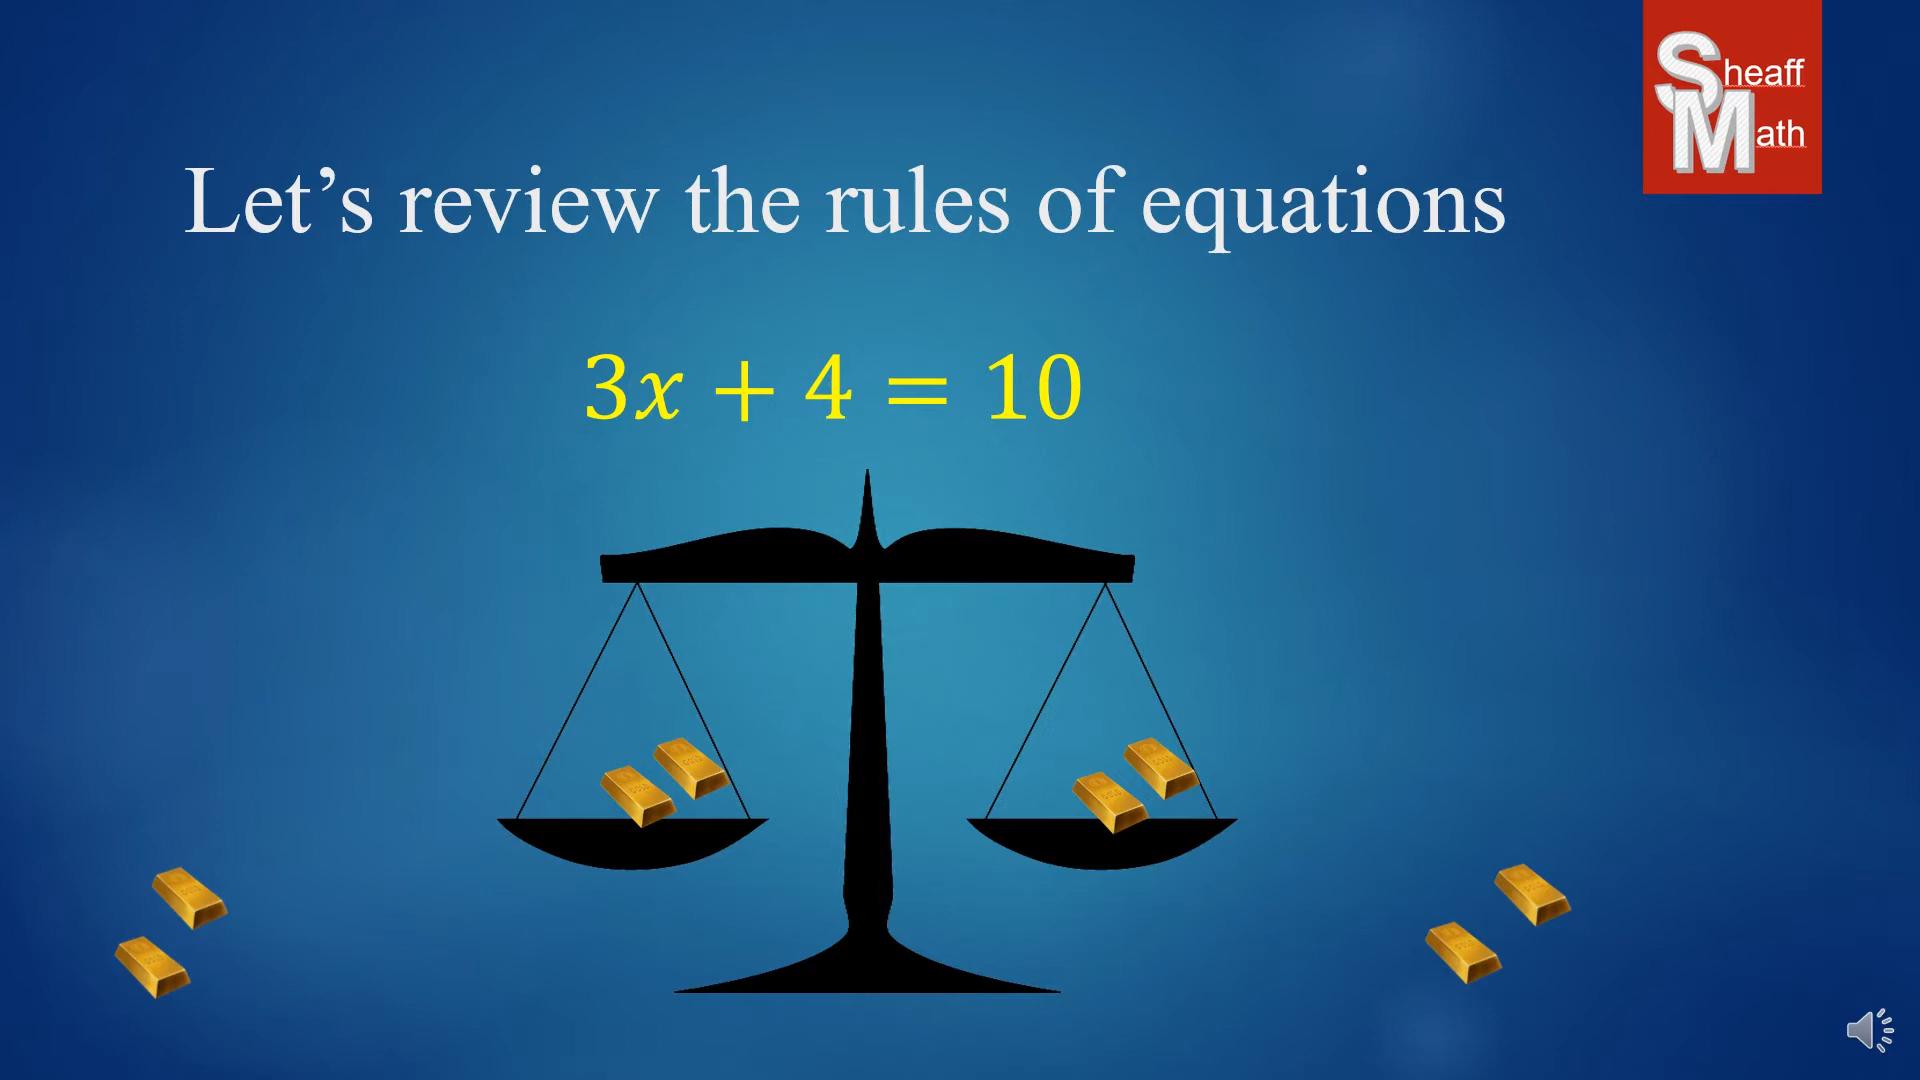 Sheaff
Math
Let’s review the rules of equations
3x + 4 = 10